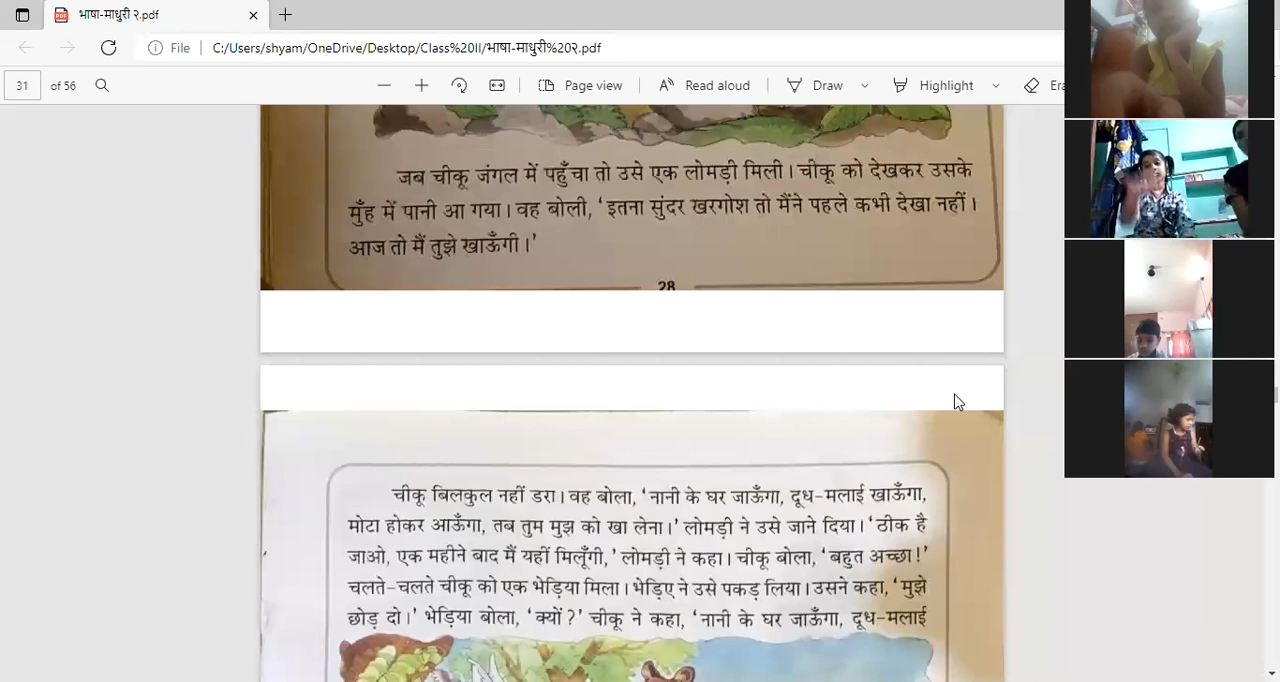 भाषा-माधुरी २.pdf
File C:/Users/shyam/OneDrive/Desktop/Class%20II/भाषा-माधुरी%20२.pdf
31 of 56 Page view Read aloud Draw Highlight Era
जब चीकू जंगल में पहुँचा तो उसे एक लोमड़ी मिली। चीकू को देखकर उसके
मुँह में पानी आ गया। वह बोली, ‘इतना सुंदर खरगोश तो मैंने पहले कभी देखा नहीं।
आज तो मैं तुझे खाऊँगी।’
28
चीकू बिलकुल नहीं डरा। वह बोला, ‘नानी के घर जाऊँगा, दूध-मलाई खाऊँगा,
मोटा होकर आऊँगा, तब तुम मुझ को खा लेना।’ लोमड़ी ने उसे जाने दिया। ‘ठीक है
जाओ, एक महीने बाद मैं यहीं मिलूँगी,’ लोमड़ी ने कहा। चीकू बोला, ‘बहुत अच्छा!’
चलते-चलते चीकू को एक भेड़िया मिला। भेड़िए ने उसे पकड़ लिया। उसने कहा, ‘मुझे
छोड़ दो।’ भेड़िया बोला, ‘क्यों?’ चीकू ने कहा, ‘नानी के घर जाऊँगा, दूध-मलाई